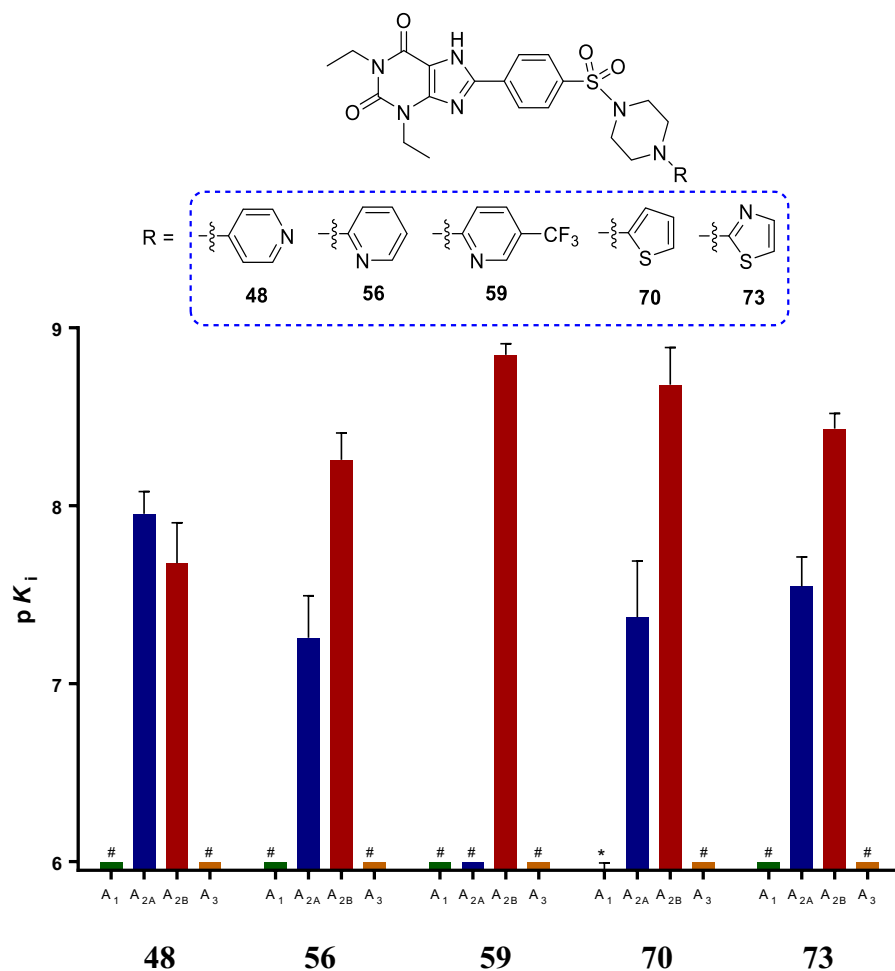 O
H
N
N
N
N
O
O
O
S
N
N
R
R =
N
N
N
CF3
S
N
S
48 56 59 70 73
9
8
7
6
pKi
# # # # # # # * # # #
A1 A2A A2B A3 A1 A2A A2B A3 A1 A2A A2B A3 A1 A2A A2B A3 A1 A2A A2B A3
48 56 59 70 73